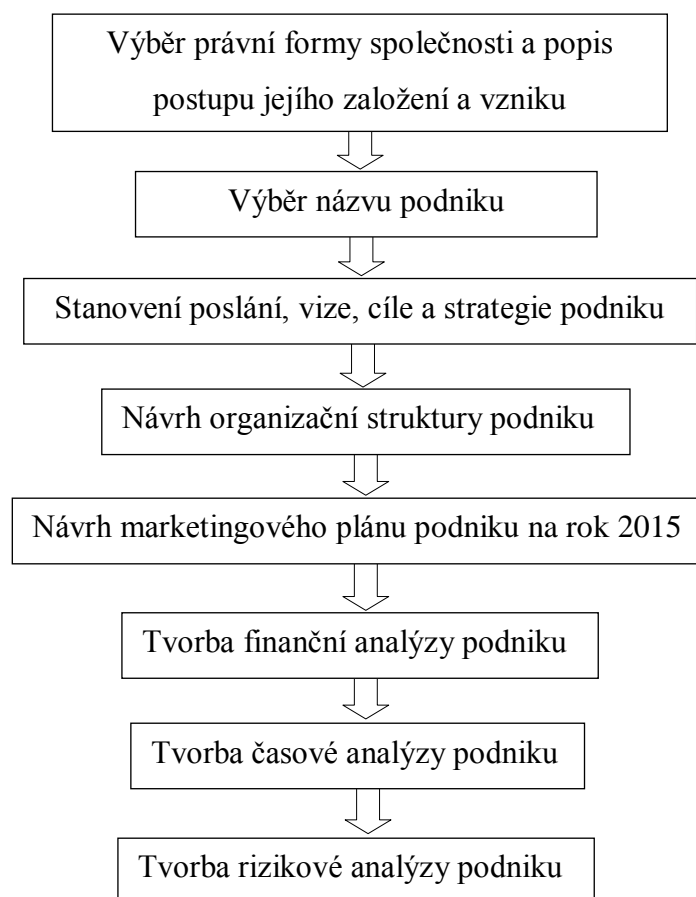 Výběr právní formy společnosti a popis
postupu jejího založení a vzniku
Výběr názvu podniku
Stanovení poslání, vize, cíle a strategie podniku
Návrh organizační struktury podniku
Návrh marketingového plánu podniku na rok 2015
Tvorba finanční analýzy podniku
Tvorba časové analýzy podniku
Tvorba rizikové analýzy podniku